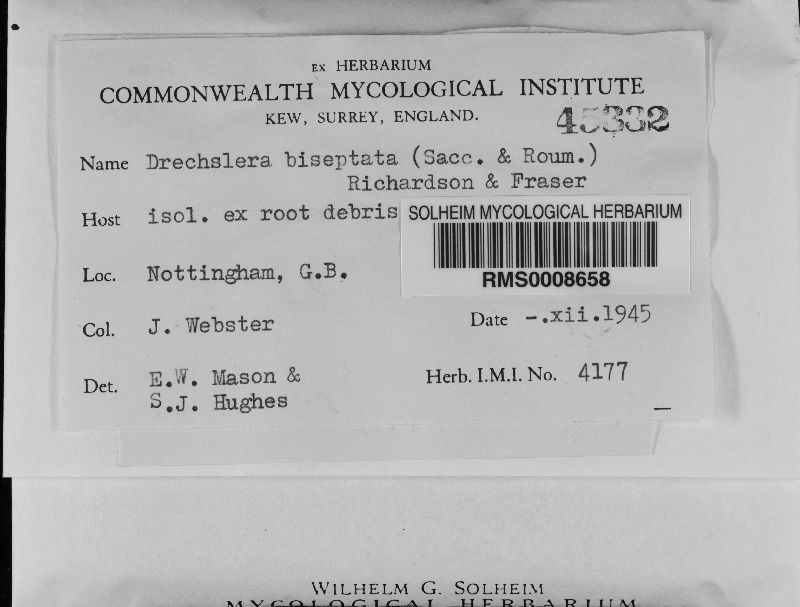 EX HERBARIUM
COMMONWEALTH MYCOLOGICAL INSTITUTE
KEW, SURREY, ENGLAND.
45332
Name Drechslera biseptata (Sacc. & Roum.)
Richardson & Fraser
Host isol. ex root debris
SOLHEIM MYCOLOGICAL HERBARIUM
RMS0008658
Loc. Nottingham, G.B.
Col. J. Webster
Date -.xii.1945
Det. E.W. Mason &
S.J. Hughes
Herb. I.M.I. No. 4177
WILHELM G. SOLHEIM
MYCOLOGICAL HERBARIUM